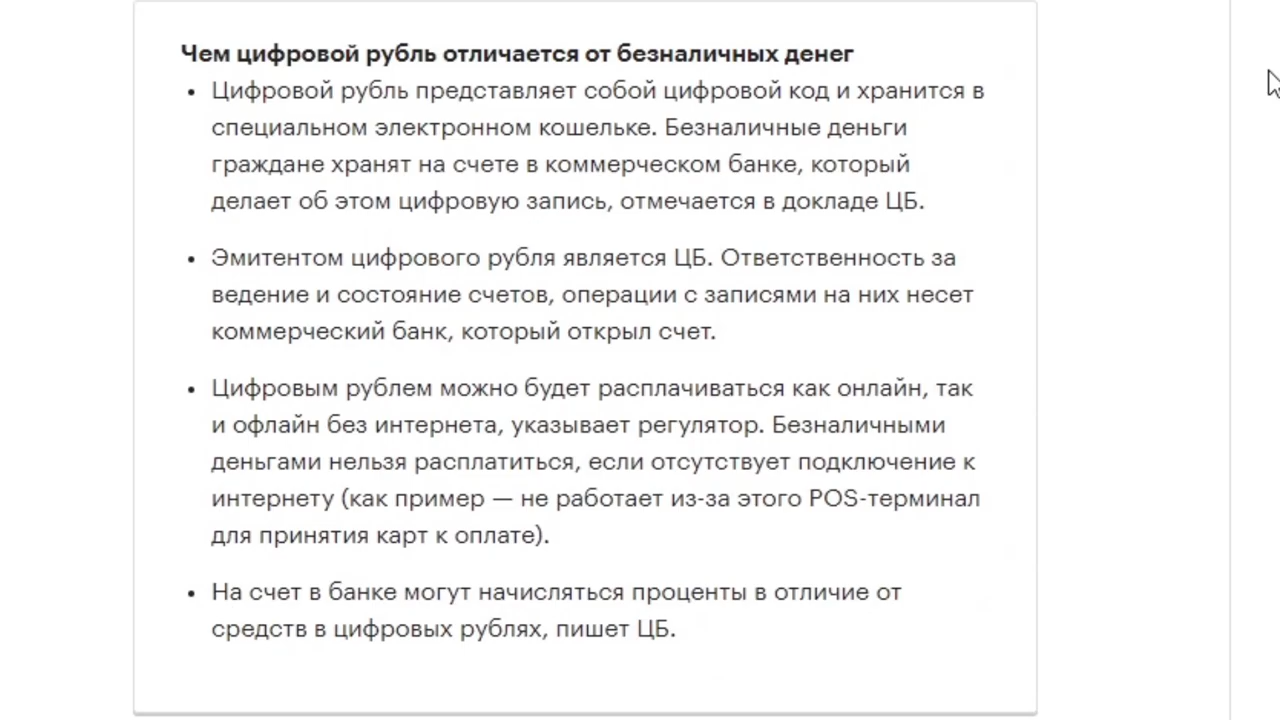 Чем цифровой рубль отличается от безналичных денег
• Цифровой рубль представляет собой цифровой код и хранится в
специальном электронном кошельке. Безналичные деньги
граждане хранят на счете в коммерческом банке, который
делает об этом цифровую запись, отмечается в докладе ЦБ.
• Эмитентом цифрового рубля является ЦБ. Ответственность за
ведение и состояние счетов, операции с записями на них несет
коммерческий банк, который открыл счет.
• Цифровым рублем можно будет расплачиваться как онлайн, так
и офлайн без интернета, указывает регулятор. Безналичными
деньгами нельзя расплатиться, если отсутствует подключение к
интернету (как пример — не работает из-за этого POS-терминал
для принятия карт к оплате).
• На счет в банке могут начисляться проценты в отличие от
средств в цифровых рублях, пишет ЦБ.